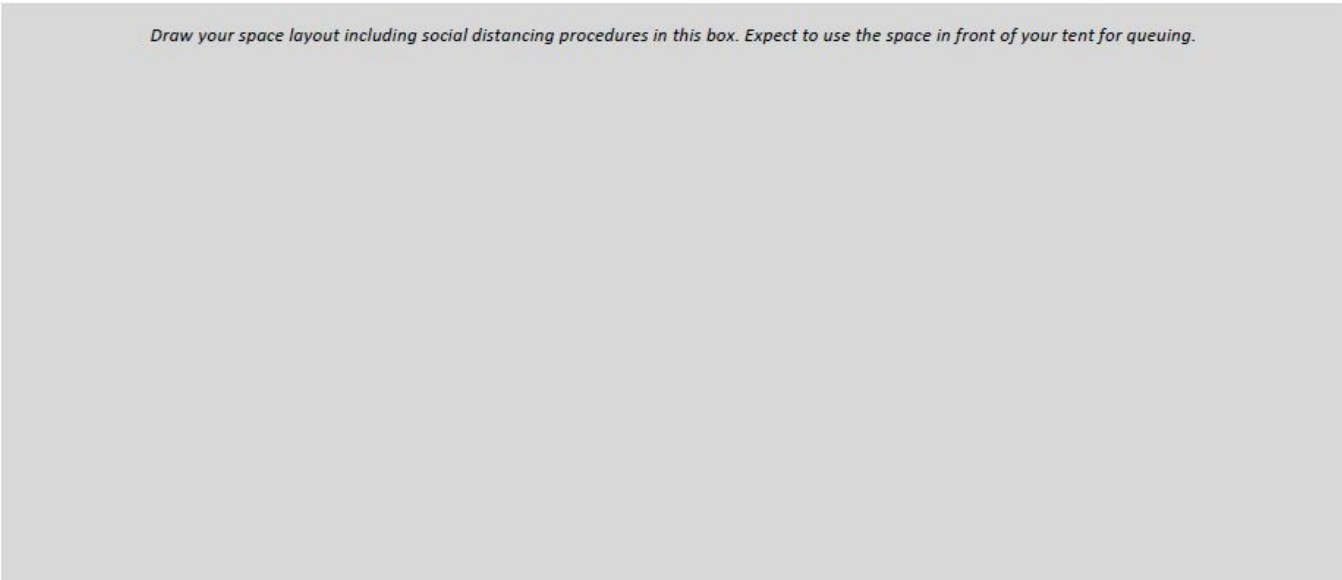 Draw your space layout including social distancing procedures in this box. Expect to use the space in front of your tent for queuing.